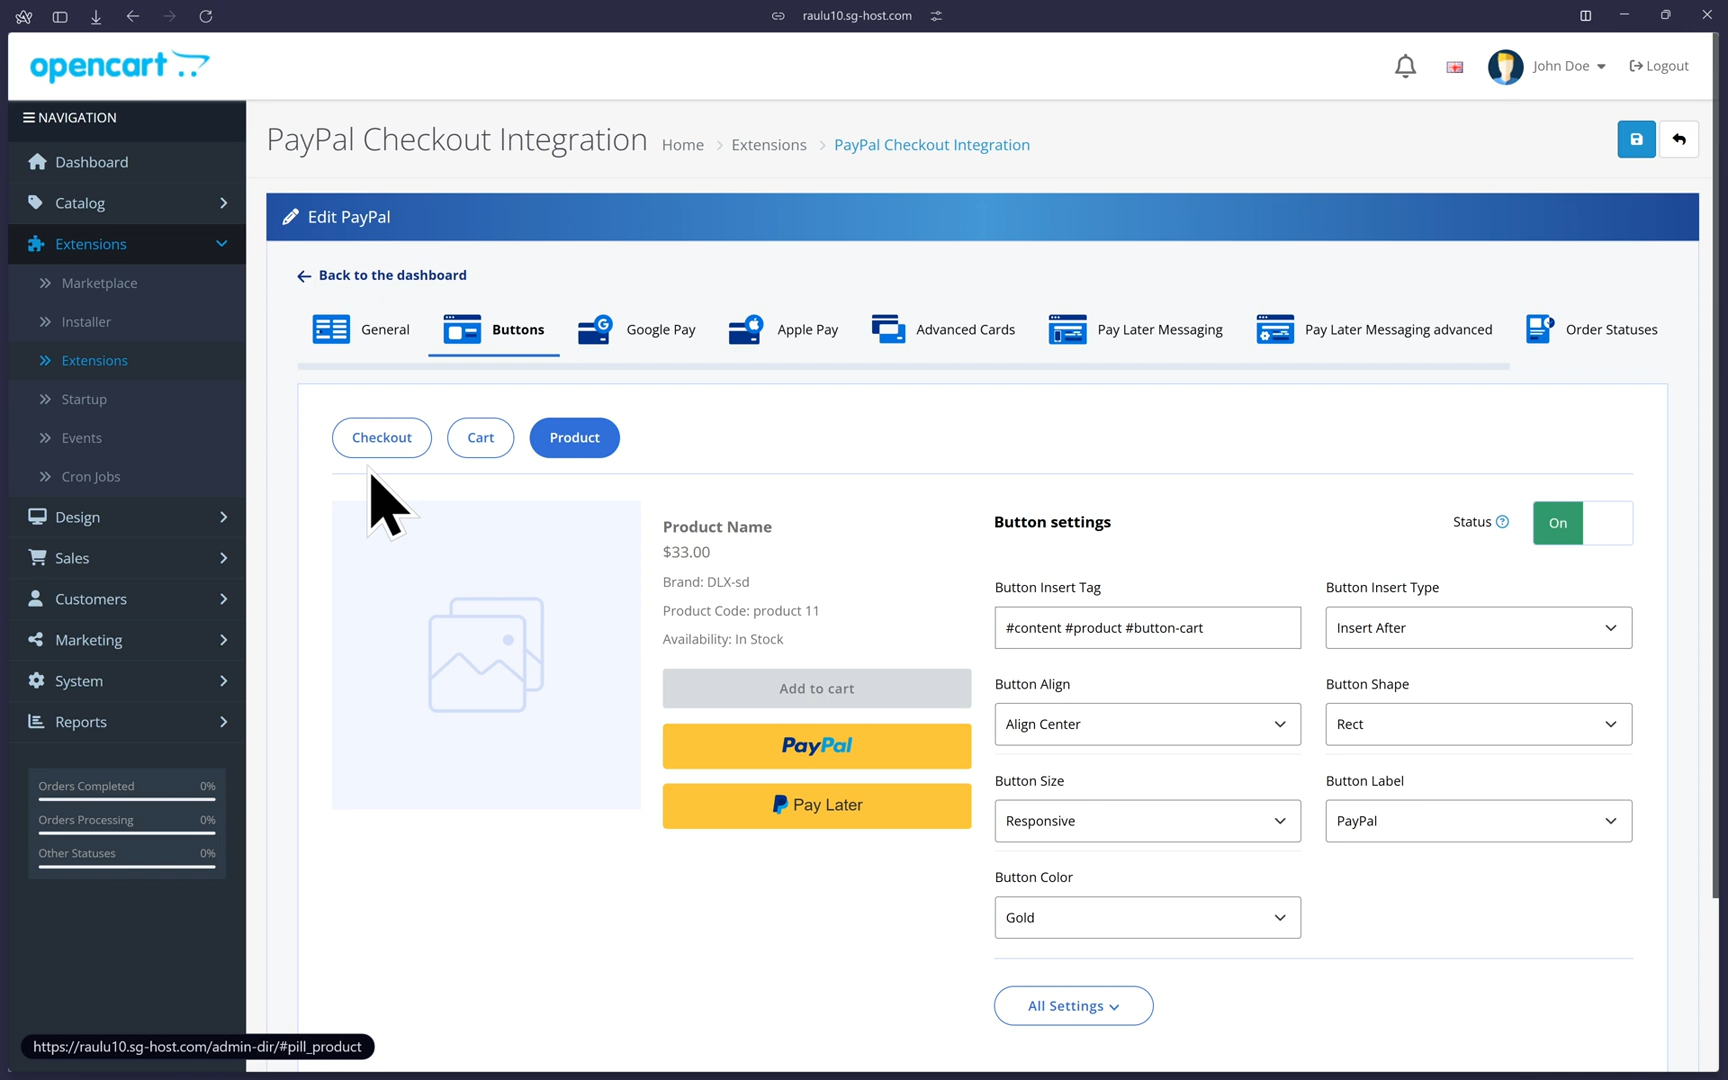 raulu10.sg-host.com
opencart
John Doe
Logout
NAVIGATION
PayPal Checkout Integration
Home > Extensions > PayPal Checkout Integration
Dashboard
Catalog
Extensions
Marketplace
Installer
Extensions
Startup
Events
Cron Jobs
Design
Sales
Customers
Marketing
System
Reports
Orders Completed 0%
Orders Processing 0%
Other Statuses 0%
Edit PayPal
Back to the dashboard
General
Buttons
Google Pay
Apple Pay
Advanced Cards
Pay Later Messaging
Pay Later Messaging advanced
Order Statuses
Checkout
Cart
Product
Product Name
$33.00
Brand: DLX-sd
Product Code: product 11
Availability: In Stock
Add to cart
PayPal
Pay Later
Button settings
Status
On
Button Insert Tag
#content #product #button-cart
Button Insert Type
Insert After
Button Align
Align Center
Button Shape
Rect
Button Size
Responsive
Button Label
PayPal
Button Color
Gold
All Settings
https://raulu10.sg-host.com/admin-dir/#pill_product